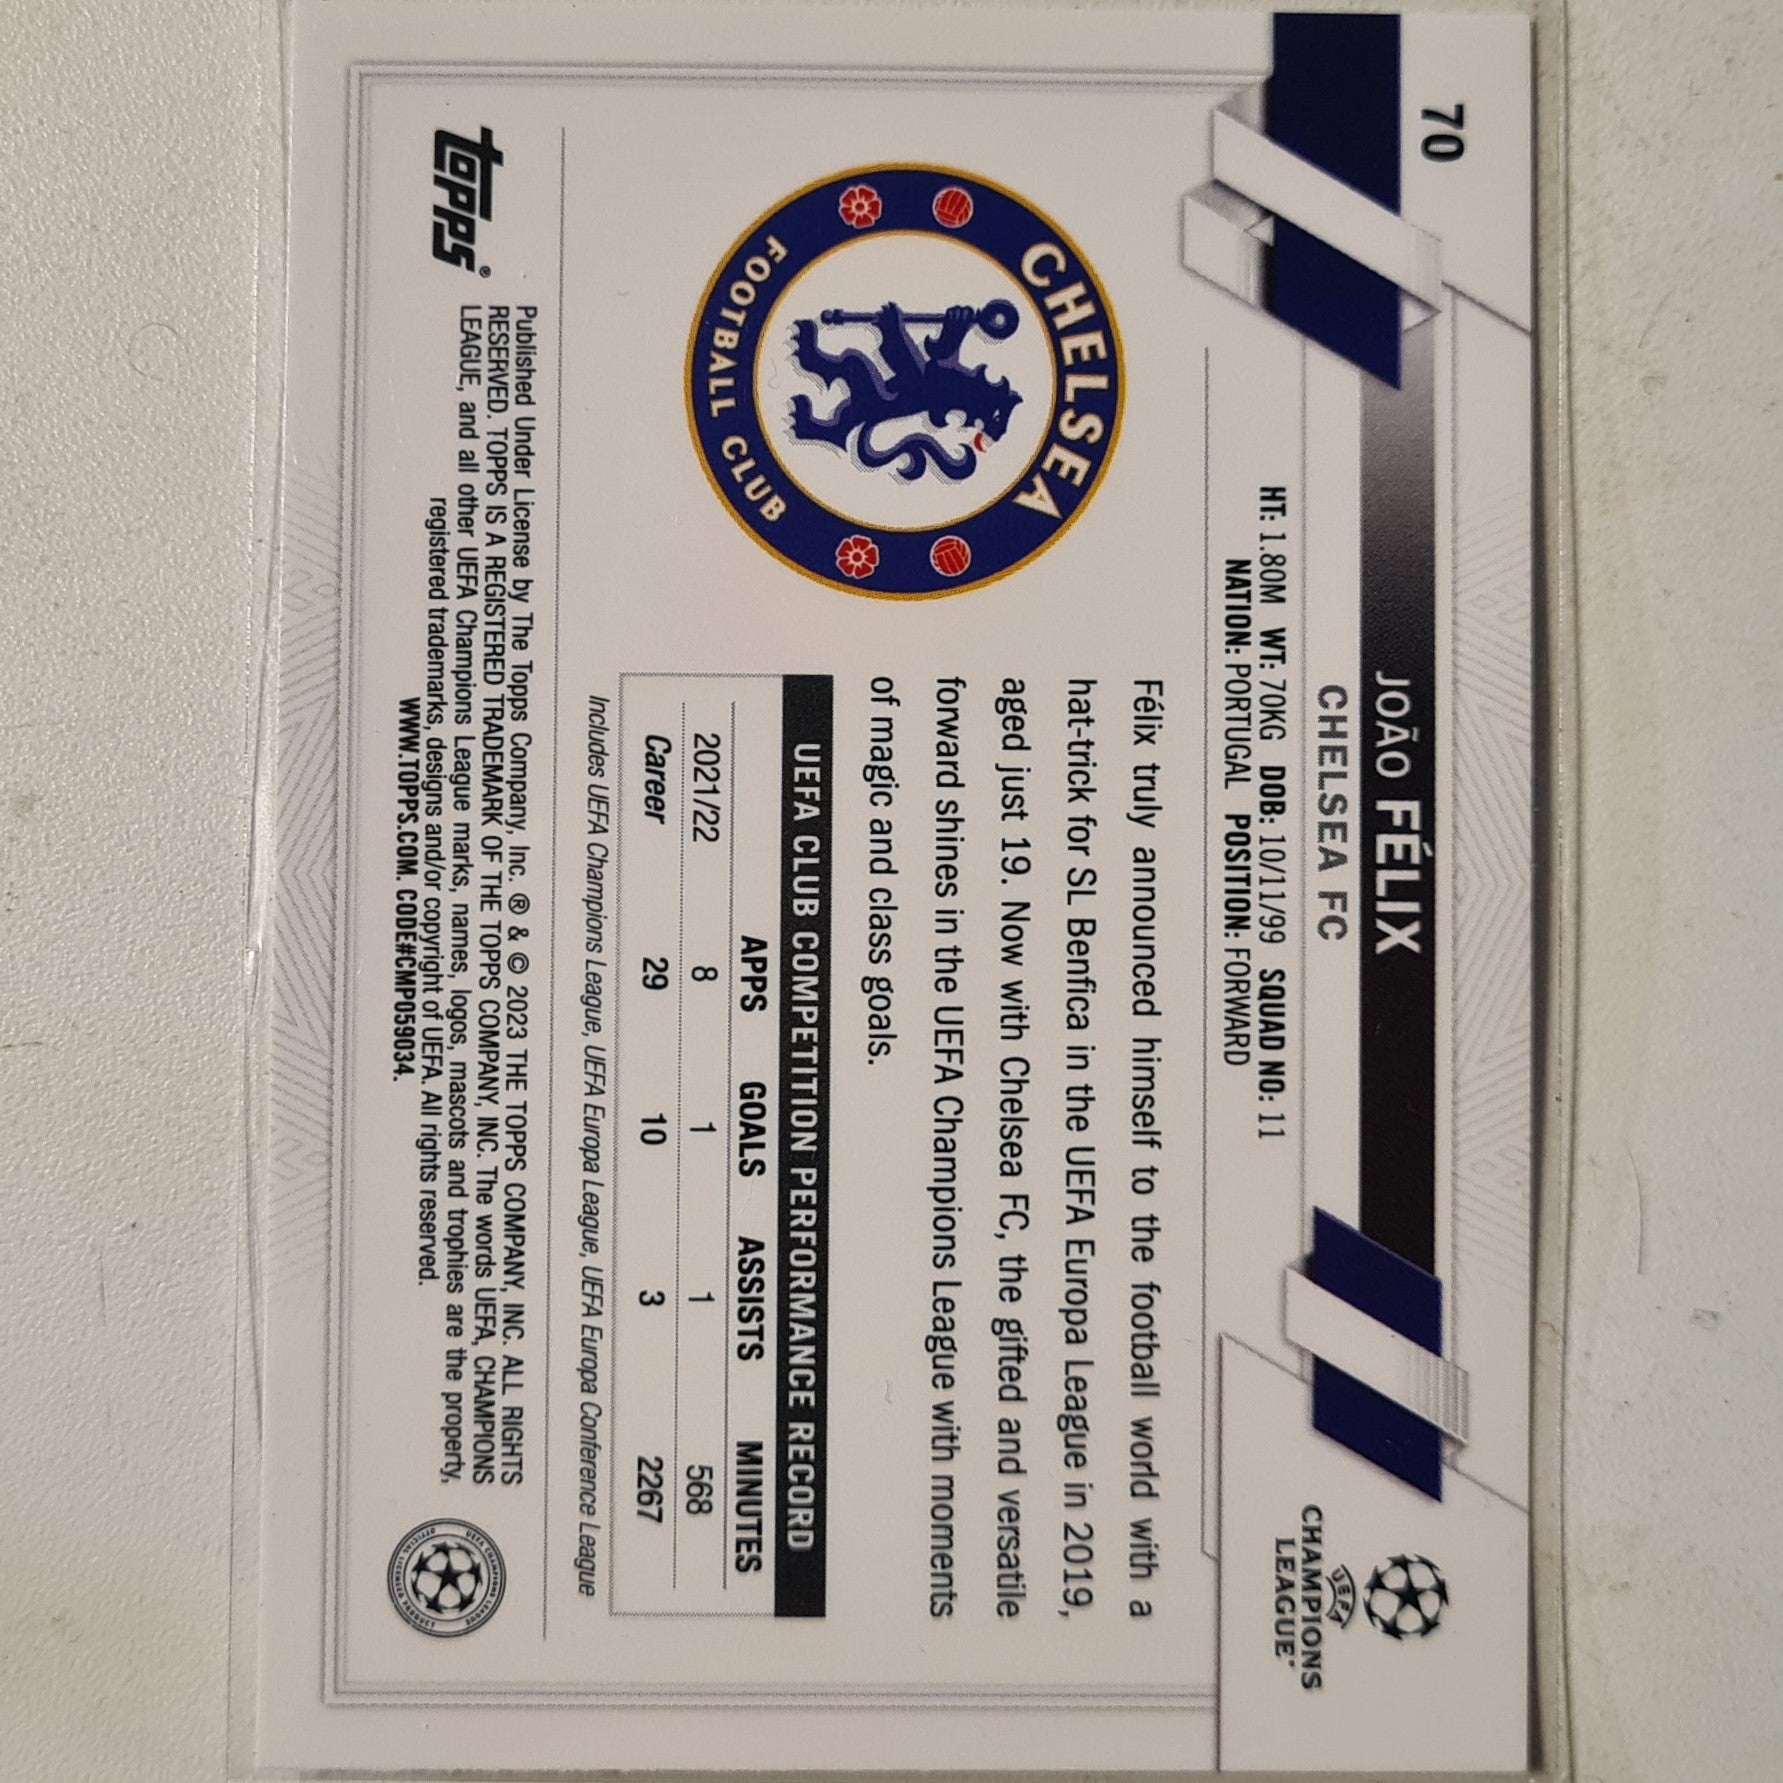 70
JOÃO FÉLIX
CHELSEA FC
HT: 1.80M WT: 70KG DOB: 10/11/99 SQUAD NO: 11
NATION: PORTUGAL POSITION: FORWARD
UEFA
CHAMPIONS
LEAGUE
CHELSEA
FOOTBALL CLUB
Félix truly announced himself to the football world with a
hat-trick for SL Benfica in the UEFA Europa League in 2019,
aged just 19. Now with Chelsea FC, the gifted and versatile
forward shines in the UEFA Champions League with moments
of magic and class goals.
UEFA CLUB COMPETITION PERFORMANCE RECORD
APPS GOALS ASSISTS MINUTES
2021/22 8 1 1 568
Career 29 10 3 2267
Includes UEFA Champions League, UEFA Europa League, UEFA Europa Conference League
topps®
Published Under License by The Topps Company, Inc. ® & © 2023 THE TOPPS COMPANY, INC. ALL RIGHTS
RESERVED. TOPPS IS A REGISTERED TRADEMARK OF THE TOPPS COMPANY, INC. The words UEFA, CHAMPIONS
LEAGUE, and all other UEFA Champions League marks, names, logos, mascots and trophies are the property,
registered trademarks, designs and/or copyright of UEFA. All rights reserved.
WWW.TOPPS.COM. CODE#CMP059034.
UEFA CHAMPIONS LEAGUE
OFFICIAL LICENSED PRODUCT